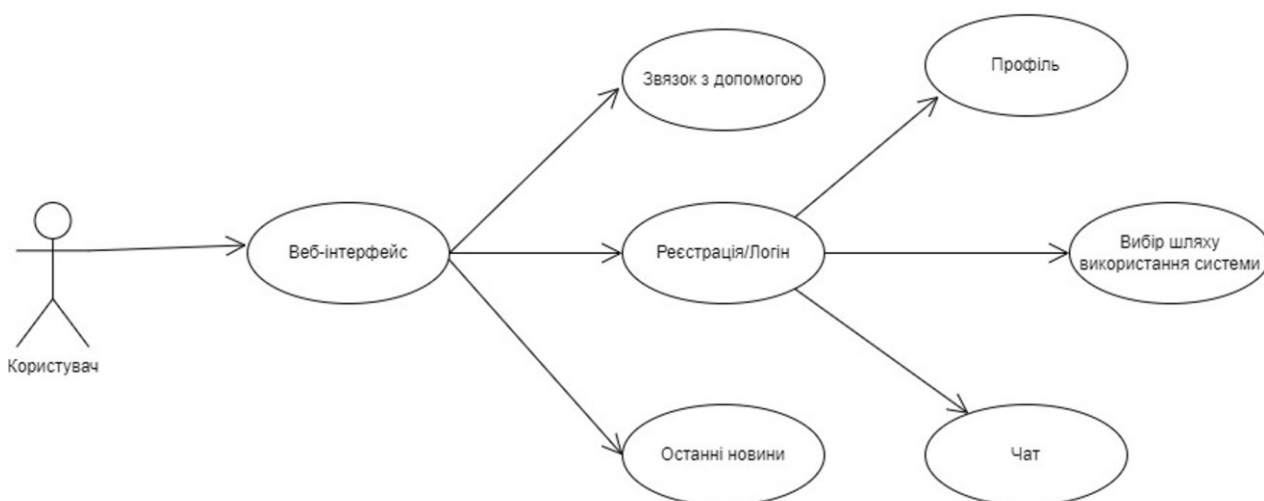 Звязок з допомогою
Профіль
Веб-інтерфейс
Реєстрація/Логін
Вибір шляху
використання системи
Користувач
Останні новини
Чат